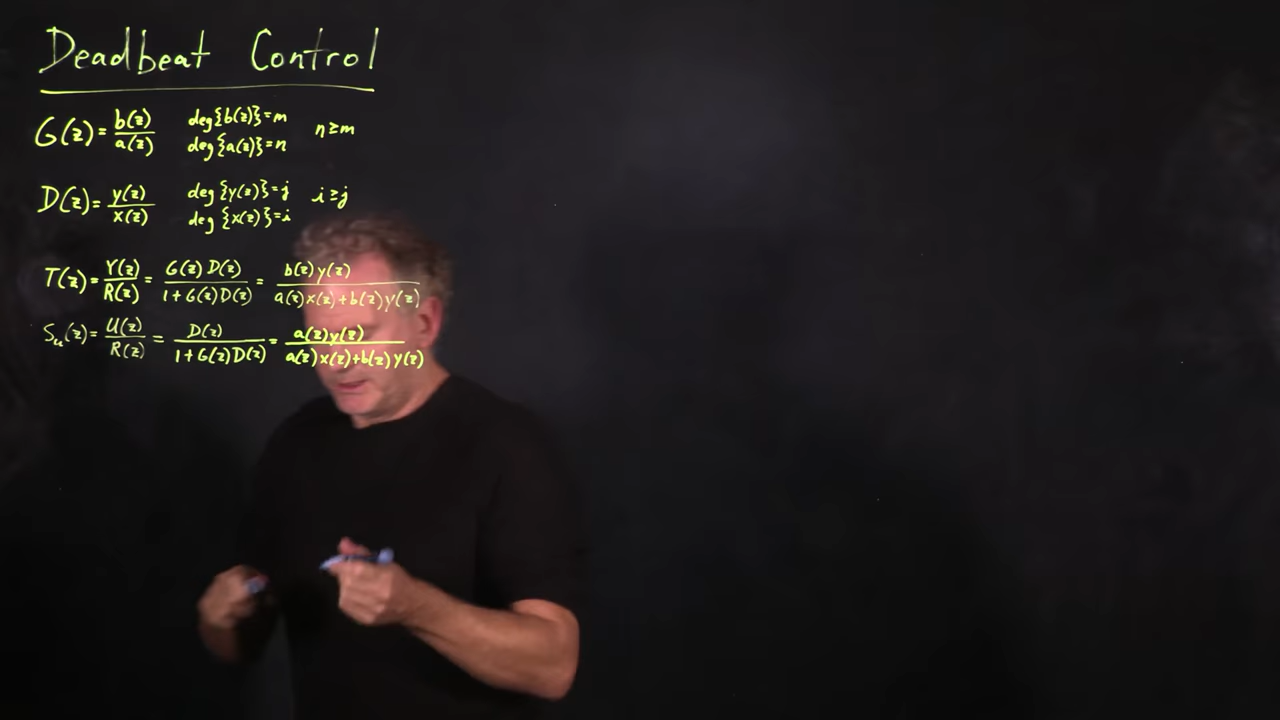 Deadbeat Control
G(z) = b(z)/a(z) deg{b(z)}=m
deg{a(z)}=n n≥m
D(z) = y(z)/x(z) deg{y(z)}=j
deg{x(z)}=i i≥j
T(z) = Y(z)/R(z) = G(z)D(z)/1+G(z)D(z) = b(z)y(z)/a(z)x(z)+b(z)y(z)
Su(z) = U(z)/R(z) = D(z)/1+G(z)D(z) = a(z)y(z)/a(z)x(z)+b(z)y(z)